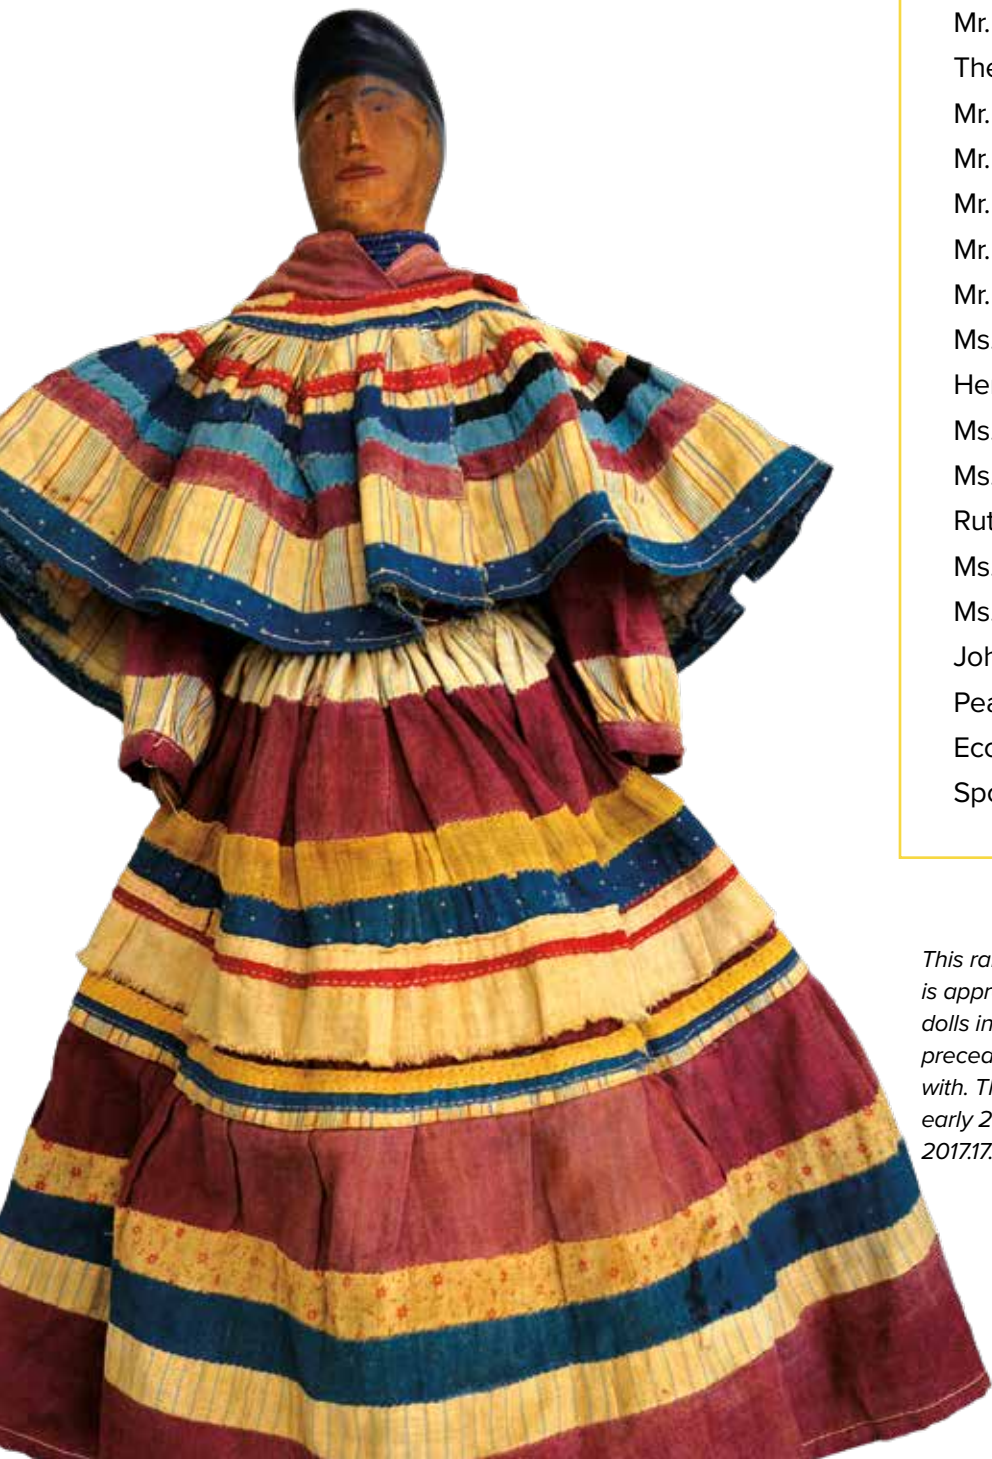 Mr.
The
Mr.
Mr.
Mr.
Mr.
Mr.
Ms.
He
Ms.
Ms.
Rut
Ms.
Ms.
Joh
Pea
Eco
Spo
This ra
is appr
dolls in
preced
with. Th
early 2
2017.17.